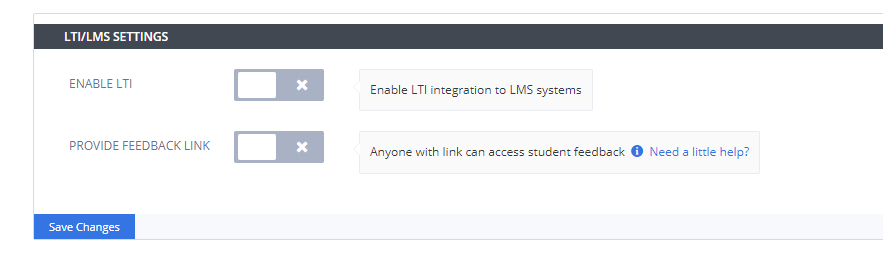 LTI/LMS SETTINGS
ENABLE LTI
Enable LTI integration to LMS systems
PROVIDE FEEDBACK LINK
Anyone with link can access student feedback Need a little help?
Save Changes